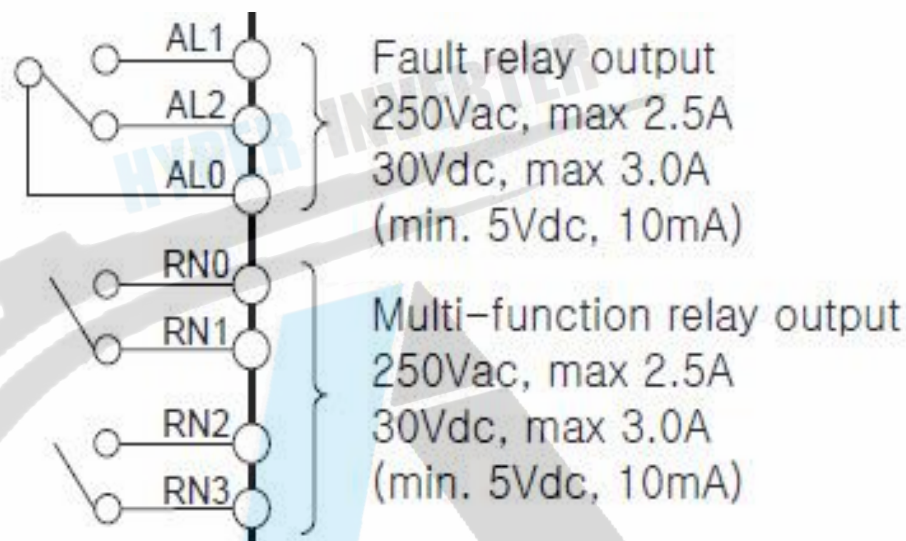 AL1
AL2
AL0
Fault relay output
250Vac, max 2.5A
30Vdc, max 3.0A
(min. 5Vdc, 10mA)
HYPER INVERTER
RN0
RN1
RN2
RN3
Multi-function relay output
250Vac, max 2.5A
30Vdc, max 3.0A
(min. 5Vdc, 10mA)